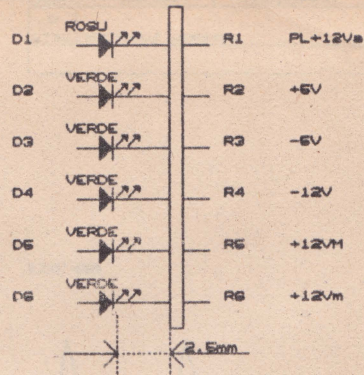 ROSU
D1 R1 PL+12Vs
VERDE
D2 R2 +5V
VERDE
D3 R3 -5V
VERDE
D4 R4 -12V
VERDE
D5 R5 +12VM
VERDE
D6 R6 +12Vm
2.5mm